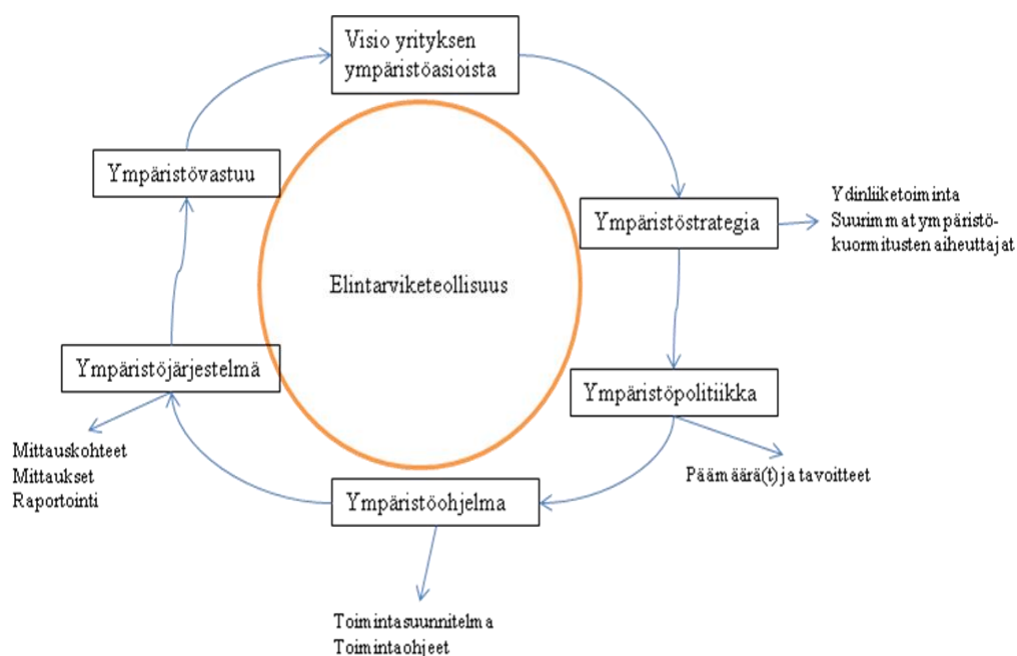 Visio yrityksen
ympäristöasioista
Ympäristövastuu
Ympäristöstrategia
Ydinliiketoiminta
Suurimmat ympäristö-
kuormitusten aiheuttajat
Elintarviketeollisuus
Ympäristöjärjestelmä
Ympäristöpolitiikka
Mittauskohteet
Mittaukset
Raportointi
Päämäärä(t) ja tavoitteet
Ympäristöohjelma
Toimintasuunnitelma
Toimintaohjeet